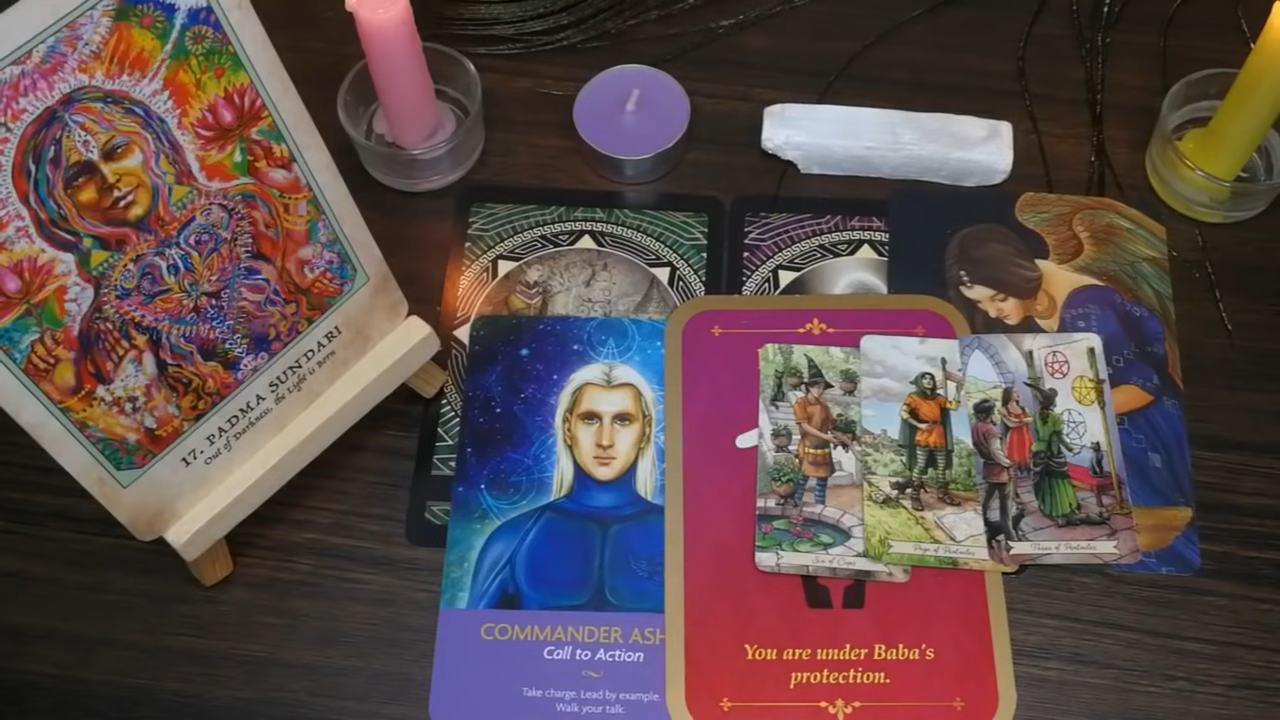 17. PADMA SUNDARI
Out of Darkness, the Light is Born
COMMANDER ASH
Call to Action
Take charge. Lead by example.
Walk your talk.
You are under Baba's
protection.
Six of Cups
Page of Pentacles
Three of Pentacles